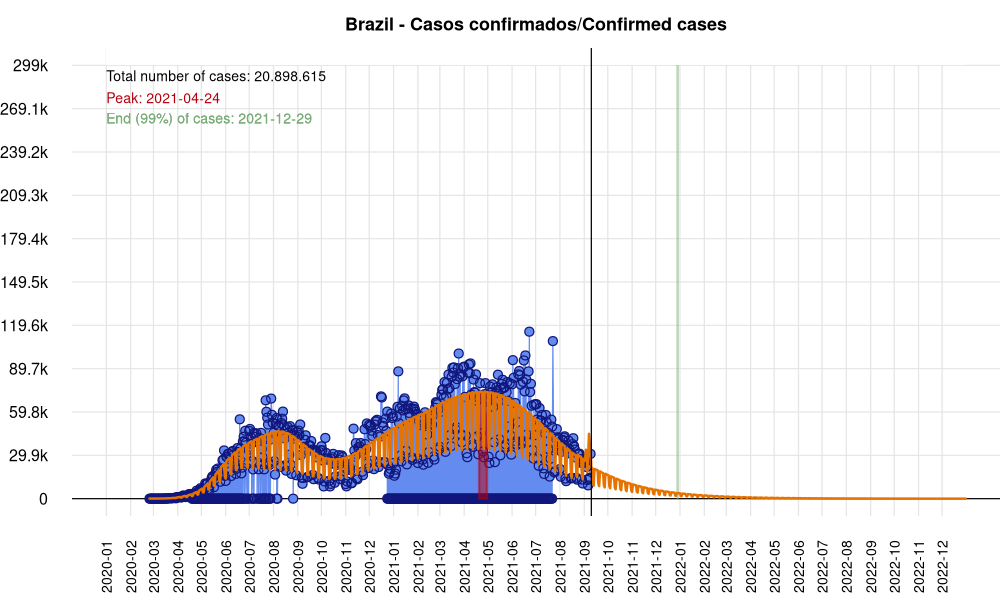 Brazil - Casos confirmados/Confirmed cases
299k
269.1k
239.2k
209.3k
179.4k
149.5k
119.6k
89.7k
59.8k
29.9k
0
Total number of cases: 20.898.615
Peak: 2021-04-24
End (99%) of cases: 2021-12-29
2020-01
2020-02
2020-03
2020-04
2020-05
2020-06
2020-07
2020-08
2020-09
2020-10
2020-11
2020-12
2021-01
2021-02
2021-03
2021-04
2021-05
2021-06
2021-07
2021-08
2021-09
2021-10
2021-11
2021-12
2022-01
2022-02
2022-03
2022-04
2022-05
2022-06
2022-07
2022-08
2022-09
2022-10
2022-11
2022-12